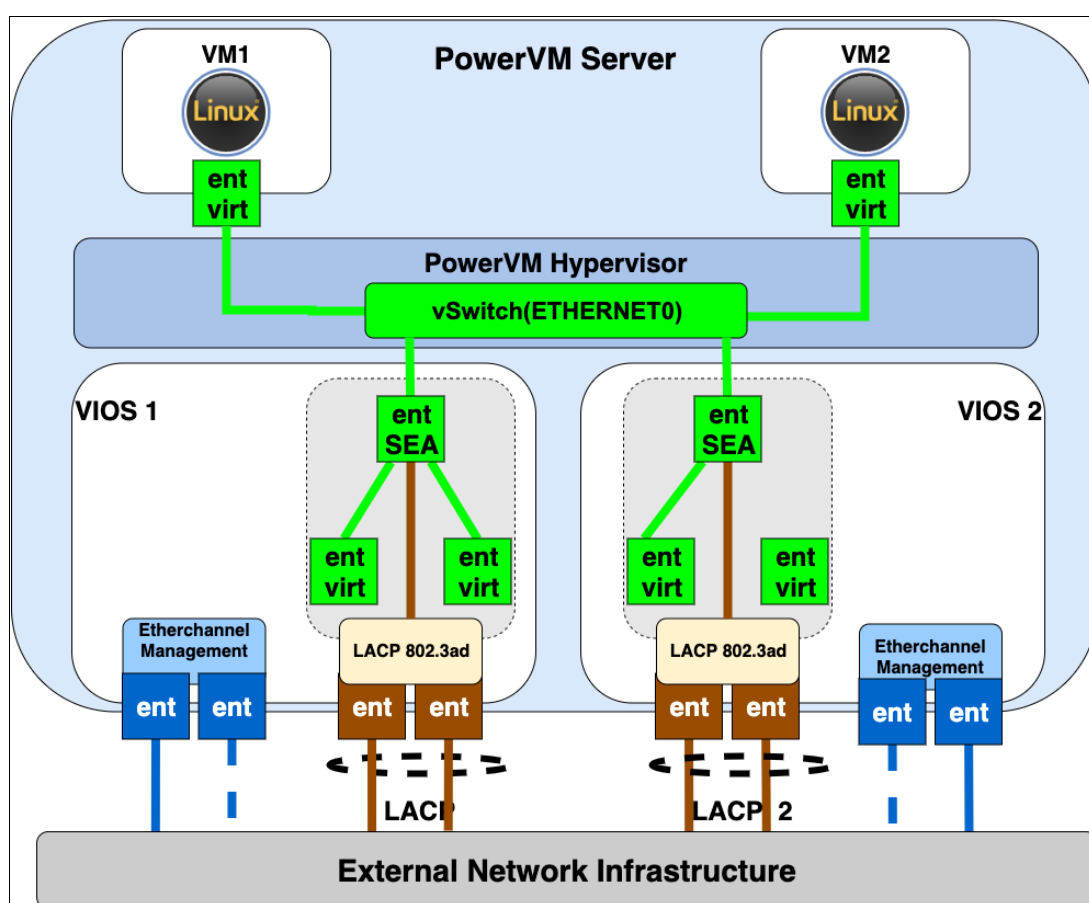 VM1
PowerVM Server
VM2
Linux
Linux
ent
virt
ent
virt
PowerVM Hypervisor
vSwitch(ETHERNET0)
VIOS 1
ent
SEA
ent
SEA
VIOS 2
ent
virt
ent
virt
ent
virt
ent
virt
Etherchannel
Management
LACP 802.3ad
LACP 802.3ad
Etherchannel
Management
ent
ent
ent
ent
ent
ent
ent
ent
LACP
LACP 2
External Network Infrastructure